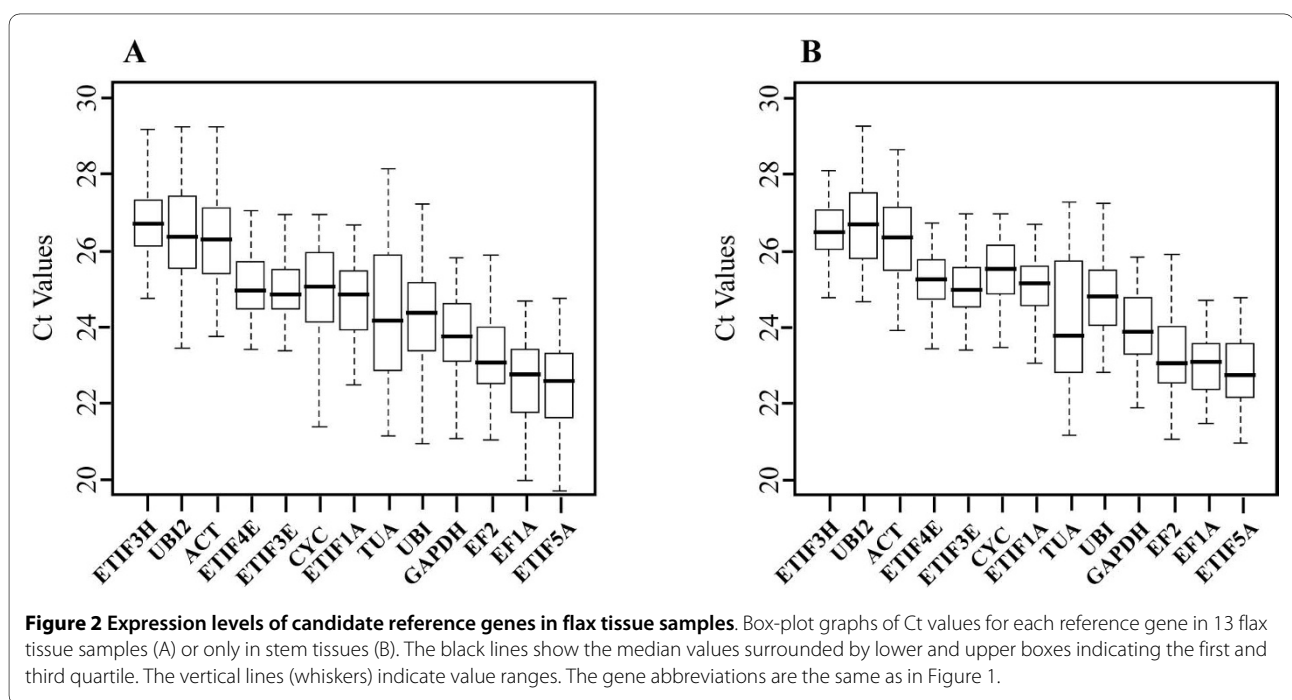 A
B
30
28
26
24
22
20
Ct Values
ETIF3H
UBI2
ACT
ETIF4E
ETIF3E
CYC
ETIF1A
TUA
UBI
GAPDH
EF2
EF1A
ETIF5A
30
28
26
24
22
20
Ct Values
ETIF3H
UBI2
ACT
ETIF4E
ETIF3E
CYC
ETIF1A
TUA
UBI
GAPDH
EF2
EF1A
ETIF5A
Figure 2 Expression levels of candidate reference genes in flax tissue samples. Box-plot graphs of Ct values for each reference gene in 13 flax
tissue samples (A) or only in stem tissues (B). The black lines show the median values surrounded by lower and upper boxes indicating the first and
third quartile. The vertical lines (whiskers) indicate value ranges. The gene abbreviations are the same as in Figure 1.